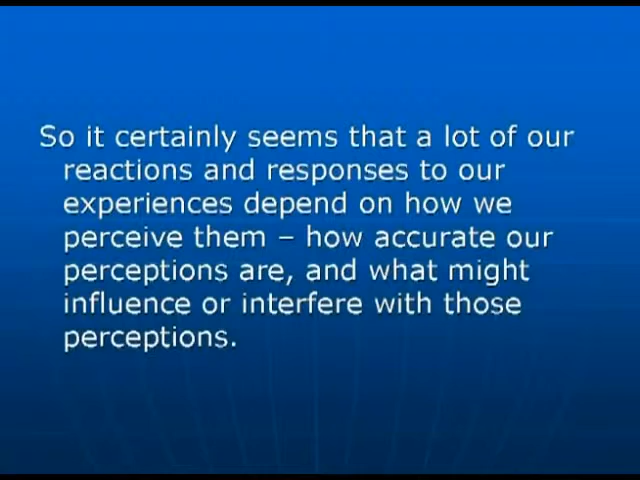 So it certainly seems that a lot of our
reactions and responses to our
experiences depend on how we
perceive them – how accurate our
perceptions are, and what might
influence or interfere with those
perceptions.